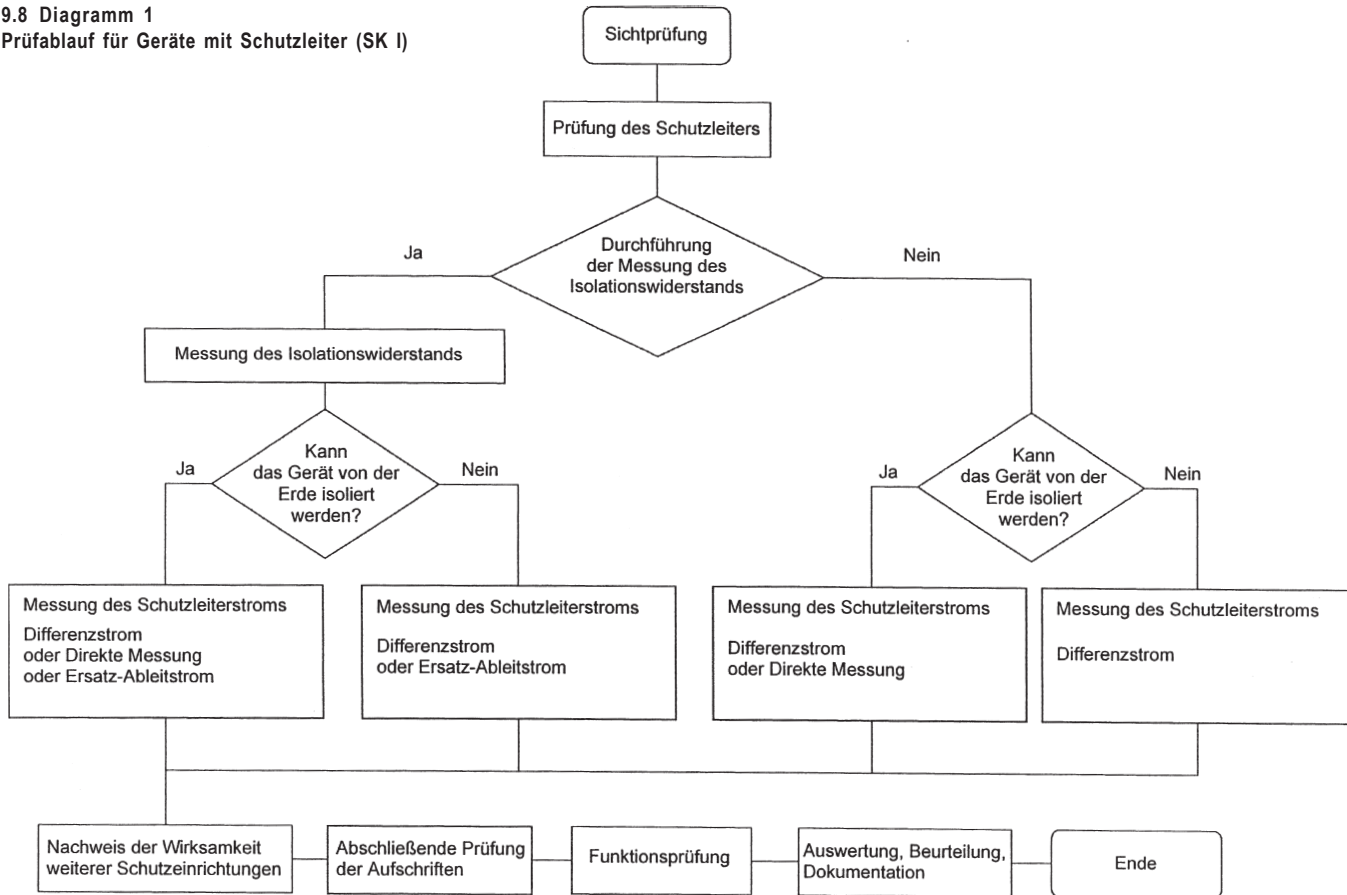 9.8 Diagramm 1
Prüfablauf für Geräte mit Schutzleiter (SK I)
Sichtprüfung
Prüfung des Schutzleiters
Durchführung
der Messung des
Isolationswiderstands
Ja
Nein
Messung des Isolationswiderstands
Kann
das Gerät von der
Erde isoliert
werden?
Ja
Nein
Kann
das Gerät von der
Erde isoliert
werden?
Ja
Nein
Messung des Schutzleiterstroms
Differenzstrom
oder Direkte Messung
oder Ersatz-Ableitstrom
Messung des Schutzleiterstroms
Differenzstrom
oder Ersatz-Ableitstrom
Messung des Schutzleiterstroms
Differenzstrom
oder Direkte Messung
Messung des Schutzleiterstroms
Differenzstrom
Nachweis der Wirksamkeit
weiterer Schutzeinrichtungen
Abschließende Prüfung
der Aufschriften
Funktionsprüfung
Auswertung, Beurteilung,
Dokumentation
Ende